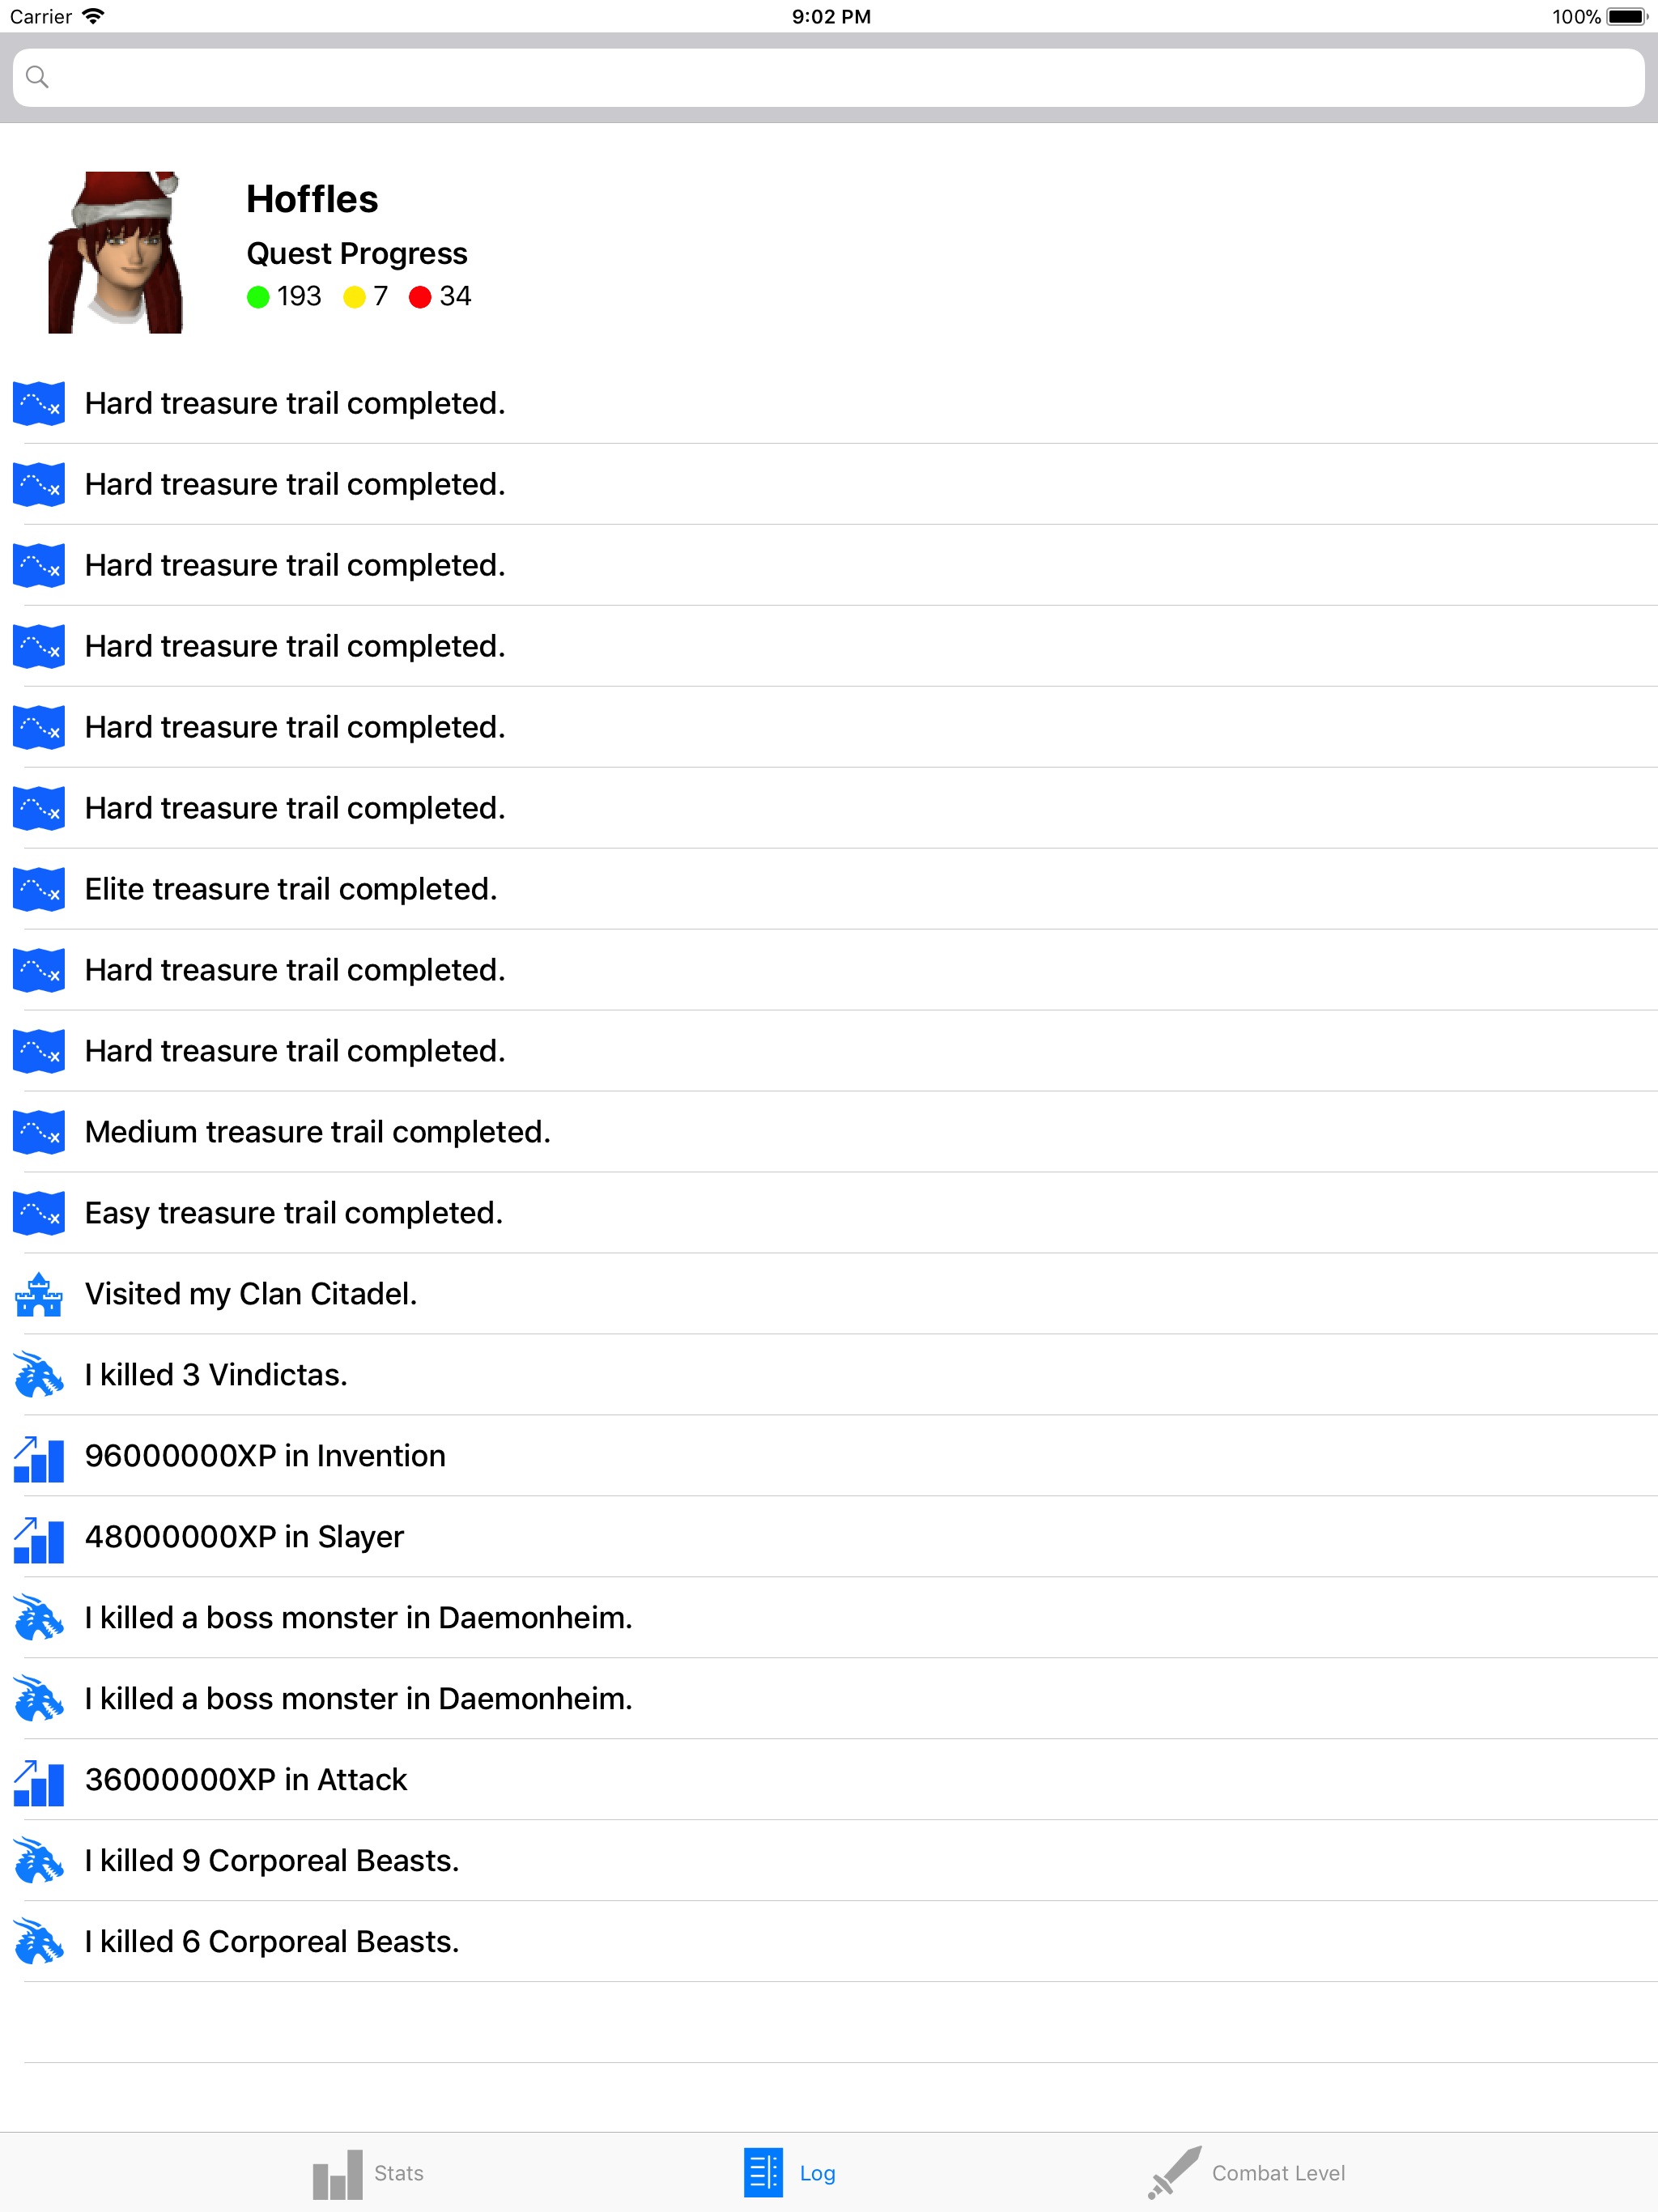 Carrier 9:02 PM 100%
Hoffles
Quest Progress
193 7 34
Hard treasure trail completed.
Hard treasure trail completed.
Hard treasure trail completed.
Hard treasure trail completed.
Hard treasure trail completed.
Hard treasure trail completed.
Elite treasure trail completed.
Hard treasure trail completed.
Hard treasure trail completed.
Medium treasure trail completed.
Easy treasure trail completed.
Visited my Clan Citadel.
I killed 3 Vindictas.
96000000XP in Invention
48000000XP in Slayer
I killed a boss monster in Daemonheim.
I killed a boss monster in Daemonheim.
36000000XP in Attack
I killed 9 Corporeal Beasts.
I killed 6 Corporeal Beasts.
Stats Log Combat Level